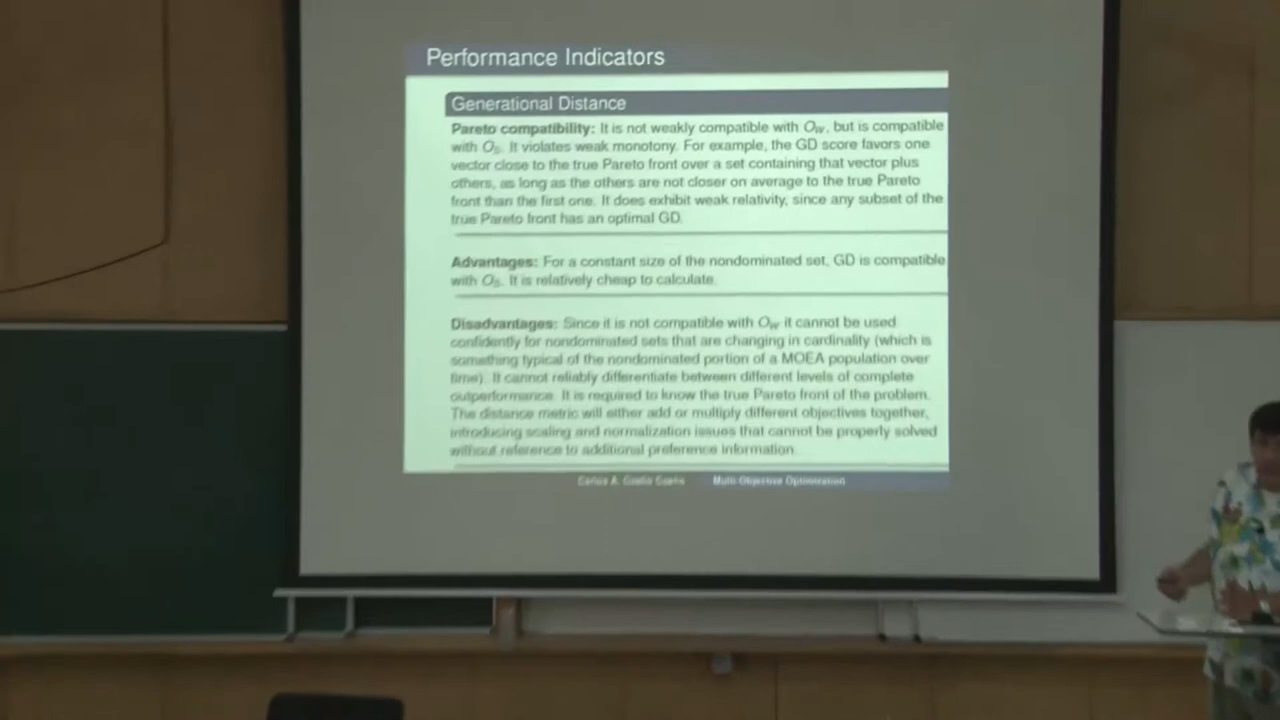 Performance Indicators
Generational Distance
Pareto compatibility: It is not weakly compatible with OW, but is compatible
with OS. It violates weak monotony. For example, the GD score favors one
vector close to the true Pareto front over a set containing that vector plus
others, as long as the others are not closer on average to the true Pareto
front than the first one. It does exhibit weak relativity, since any subset of the
true Pareto front has an optimal GD.
Advantages: For a constant size of the nondominated set, GD is compatible
with OS. It is relatively cheap to calculate.
Disadvantages: Since it is not compatible with OW it cannot be used
confidently for nondominated sets that are changing in cardinality (which is
something typical of the nondominated portion of a MOEA population over
time). It cannot reliably differentiate between different levels of complete
outperformance. It is required to know the true Pareto front of the problem.
The distance metric will either add or multiply different objectives together,
introducing scaling and normalization issues that cannot be properly solved
without reference to additional preference information.
Carlos A. Coello Coello Multi-Objective Optimization